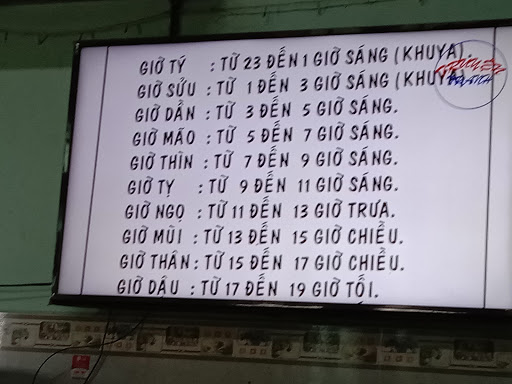 GIỜ TÝ : TỪ 23 ĐẾN 1 GIỜ SÁNG (KHUYA).
GIỜ SỬU : TỪ 1 ĐẾN 3 GIỜ SÁNG (KHUYA
GIỜ DẦN : TỪ 3 ĐẾN 5 GIỜ SÁNG.
GIỜ MÃO : TỪ 5 ĐẾN 7 GIỜ SÁNG.
GIỜ THÌN : TỪ 7 ĐẾN 9 GIỜ SÁNG.
GIỜ TỴ : TỪ 9 ĐẾN 11 GIỜ SÁNG.
GIỜ NGỌ : TỪ 11 ĐẾN 13 GIỜ TRƯA.
GIỜ MÙI : TỪ 13 ĐẾN 15 GIỜ CHIỀU.
GIỜ THÂN : TỪ 15 ĐẾN 17 GIỜ CHIỀU.
GIỜ DẬU : TỪ 17 ĐẾN 19 GIỜ TỐI.